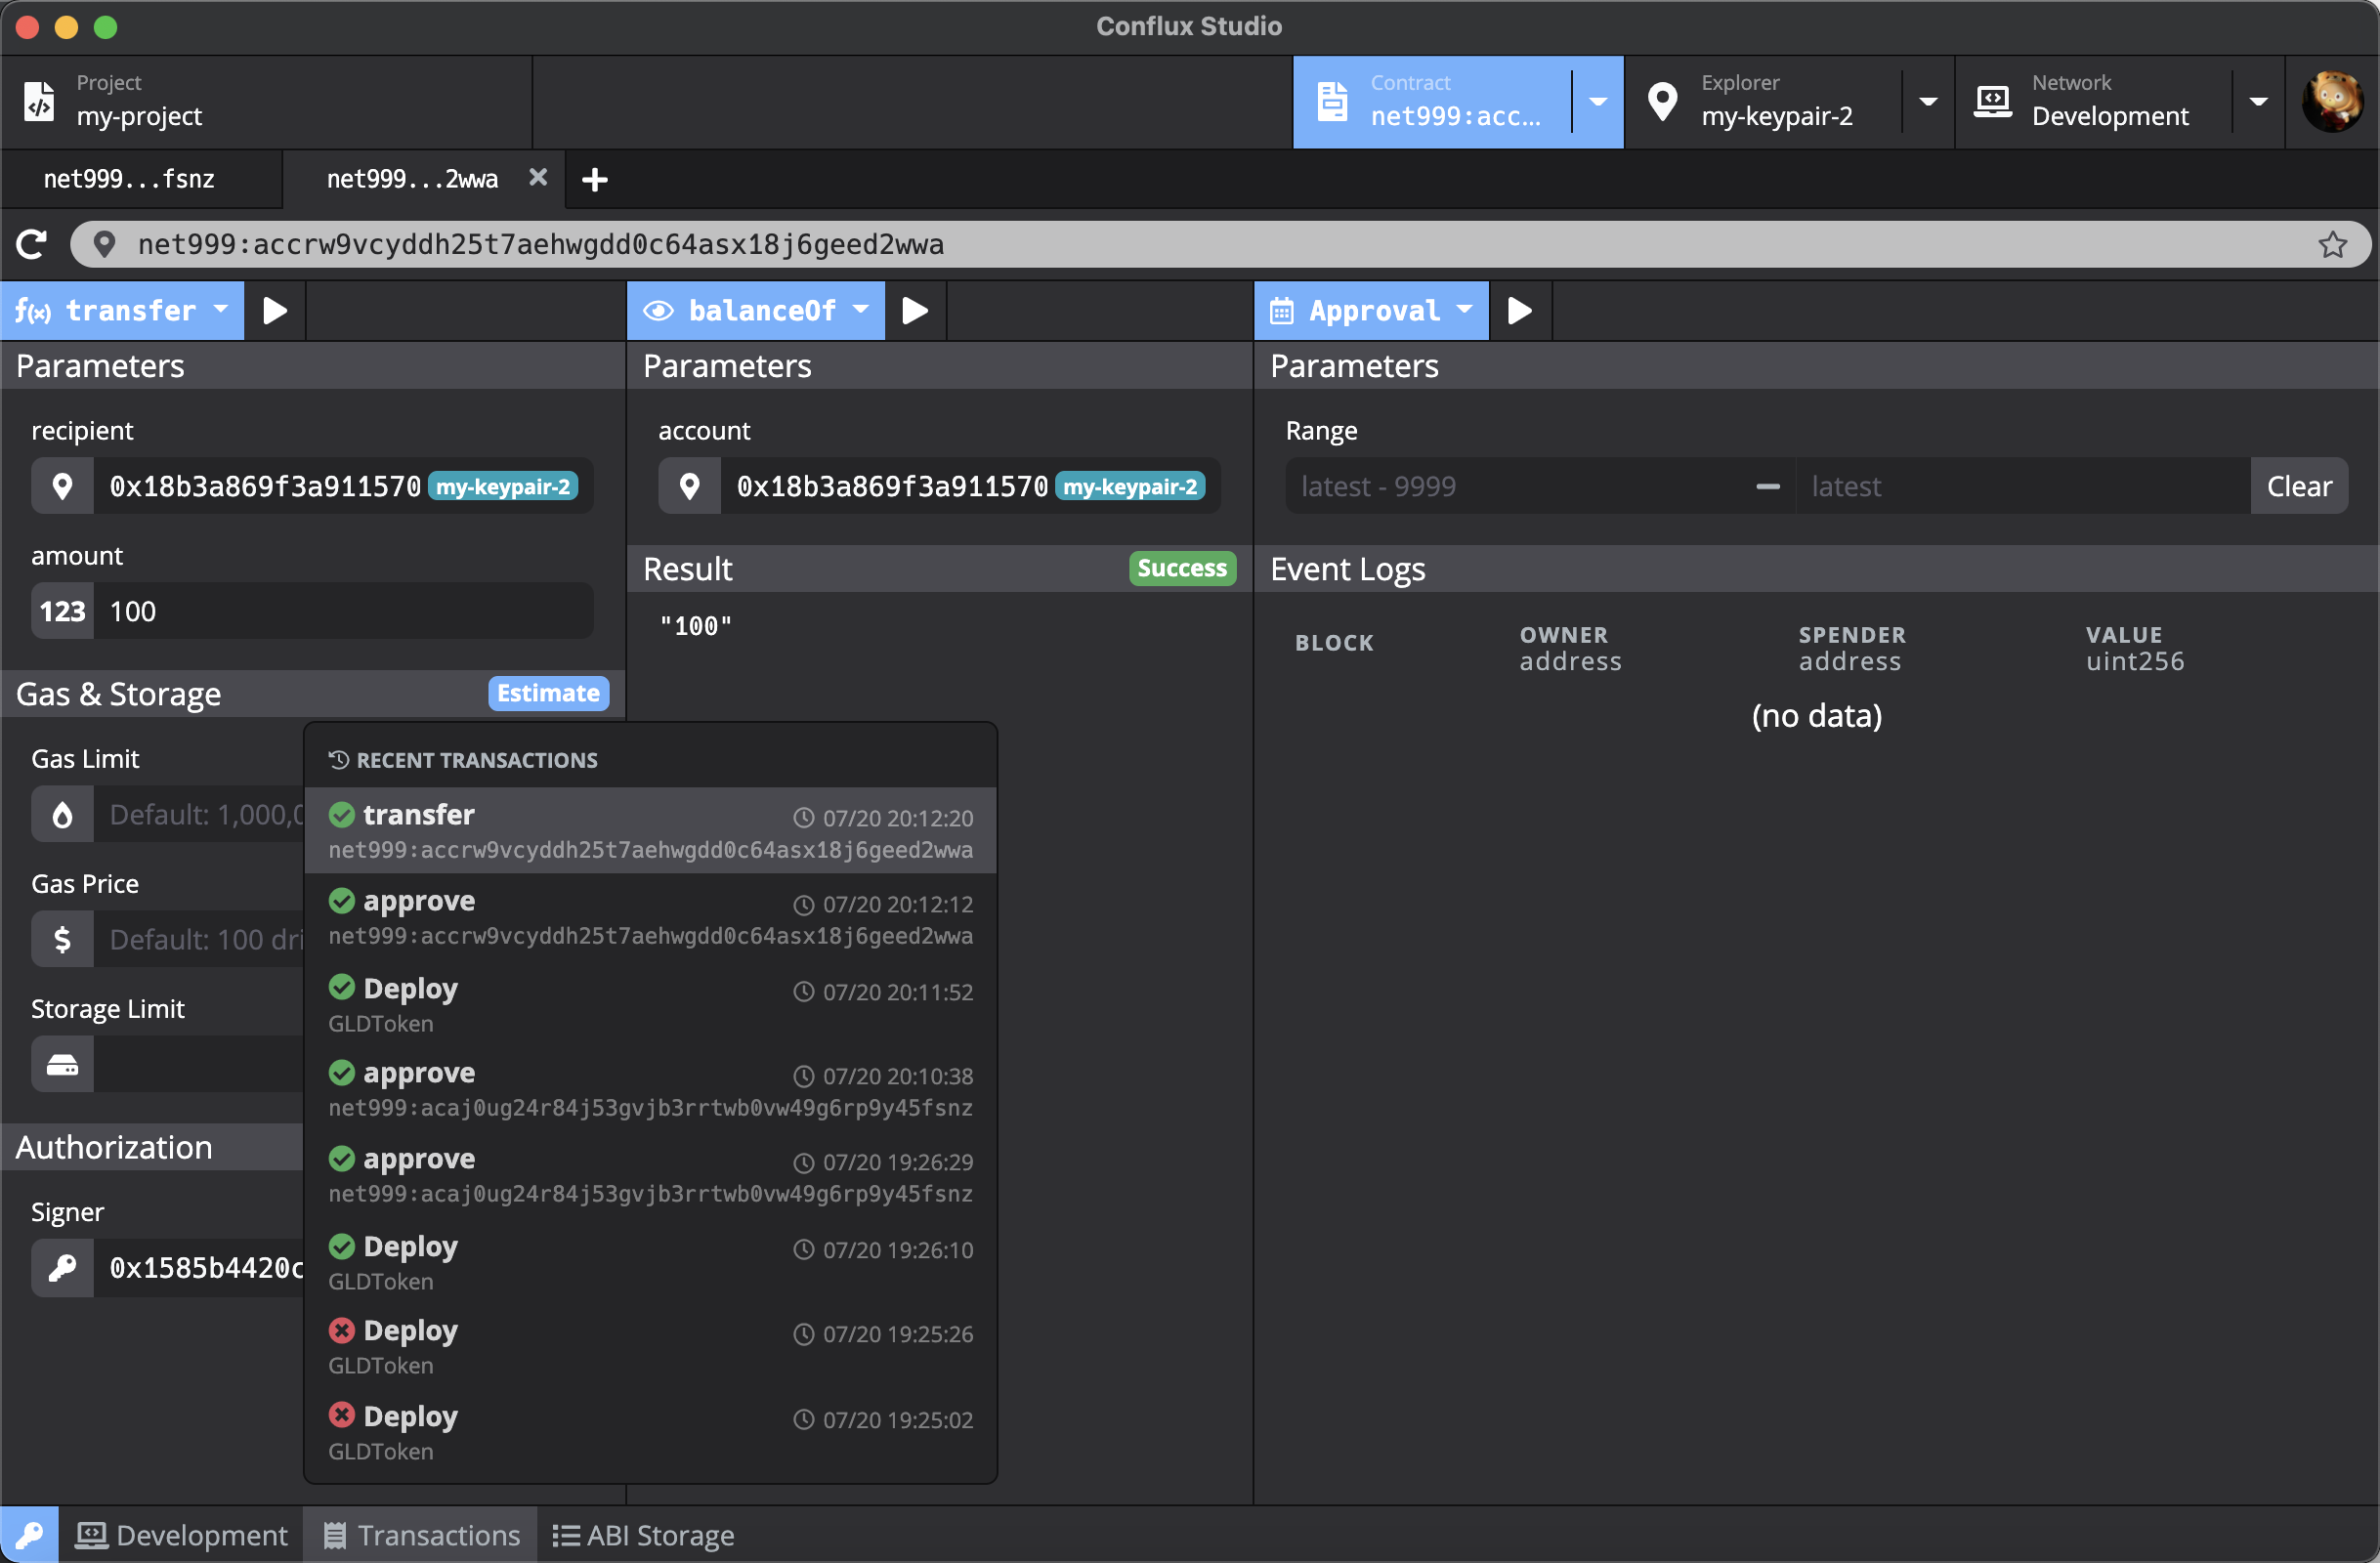 Conflux Studio
Project
my-project
Contract
net999:acc...
Explorer
my-keypair-2
Network
Development
net999...fsnz
net999...2wwa
net999:accrw9vcyddh25t7aehwgdd0c64asx18j6geed2wwa
f(x) transfer
balanceOf
Approval
Parameters
Parameters
Parameters
recipient
0x18b3a869f3a911570 my-keypair-2
amount
123 100
account
0x18b3a869f3a911570 my-keypair-2
Range
latest - 9999
latest
Clear
Result
Success
"100"
Event Logs
BLOCK
OWNER
address
SPENDER
address
VALUE
uint256
(no data)
Gas & Storage
Estimate
Gas Limit
Default: 1,000,0
Gas Price
Default: 100 dri
Storage Limit
Authorization
Signer
0x1585b4420c
RECENT TRANSACTIONS
transfer 07/20 20:12:20
net999:accrw9vcyddh25t7aehwgdd0c64asx18j6geed2wwa
approve 07/20 20:12:12
net999:accrw9vcyddh25t7aehwgdd0c64asx18j6geed2wwa
Deploy 07/20 20:11:52
GLDToken
approve 07/20 20:10:38
net999:acaj0ug24r84j53gvjb3rrtwb0vw49g6rp9y45fsnz
approve 07/20 19:26:29
net999:acaj0ug24r84j53gvjb3rrtwb0vw49g6rp9y45fsnz
Deploy 07/20 19:26:10
GLDToken
Deploy 07/20 19:25:26
GLDToken
Deploy 07/20 19:25:02
GLDToken
Development
Transactions
ABI Storage